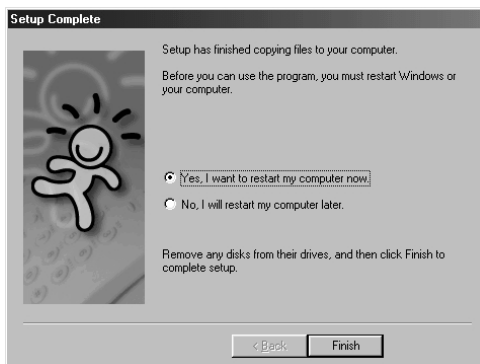 Setup Complete
Setup has finished copying files to your computer.
Before you can use the program, you must restart Windows or
your computer.
Yes, I want to restart my computer now.
No, I will restart my computer later.
Remove any disks from their drives, and then click Finish to
complete setup.
< Back
Finish